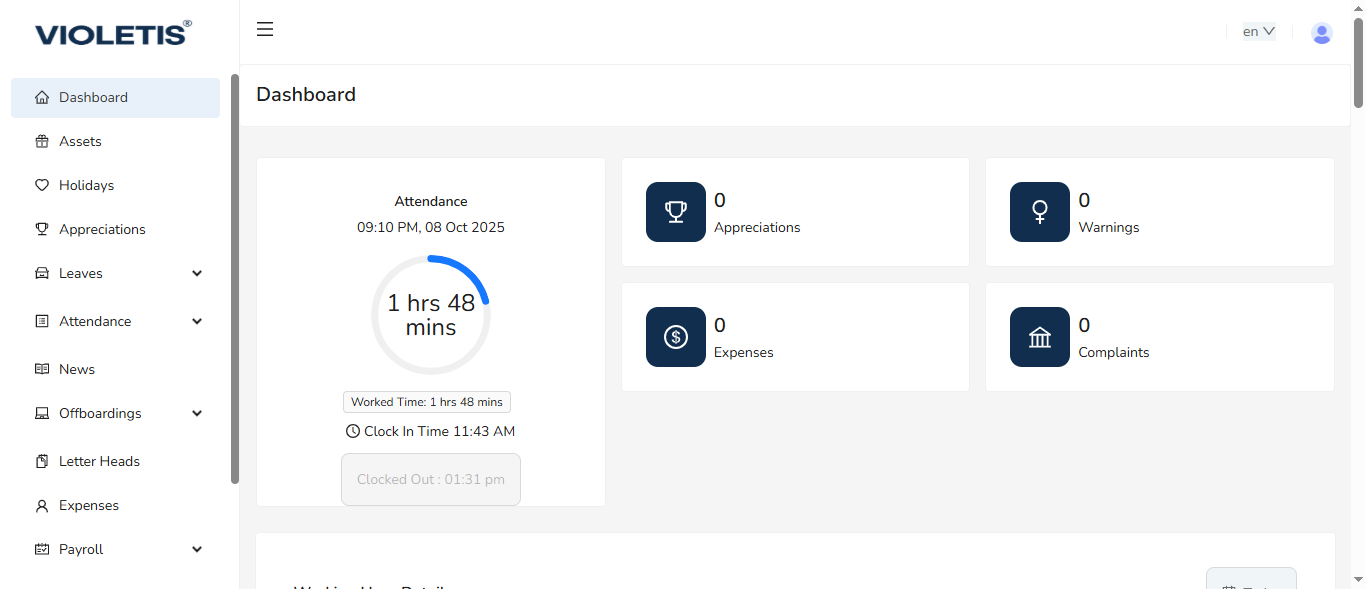 VIOLETIS®
en
Dashboard
Assets
Holidays
Appreciations
Leaves
Attendance
News
Offboardings
Letter Heads
Expenses
Payroll
Dashboard
Attendance
09:10 PM, 08 Oct 2025
1 hrs 48
mins
Worked Time: 1 hrs 48 mins
Clock In Time 11:43 AM
Clocked Out : 01:31 pm
0
Appreciations
0
Warnings
0
Expenses
0
Complaints